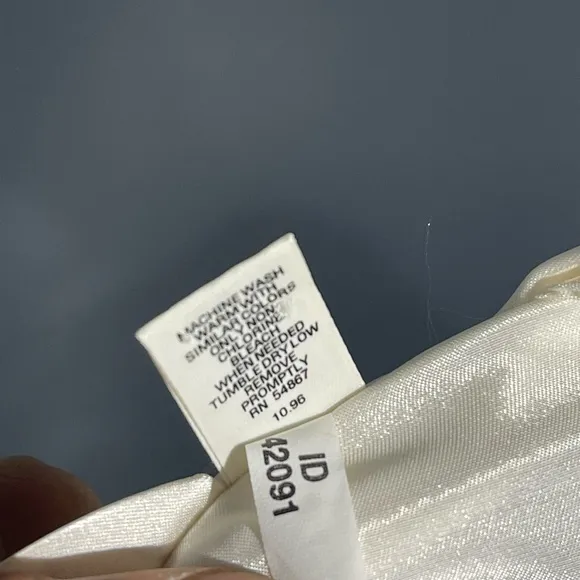 MACHINE WASH
WARM WITH
SIMILAR COLORS
ONLY NON-
CHLORINE
BLEACH
WHEN NEEDED
TUMBLE DRY LOW
REMOVE
PROMPTLY
RN 54867
10.96
ID
42091